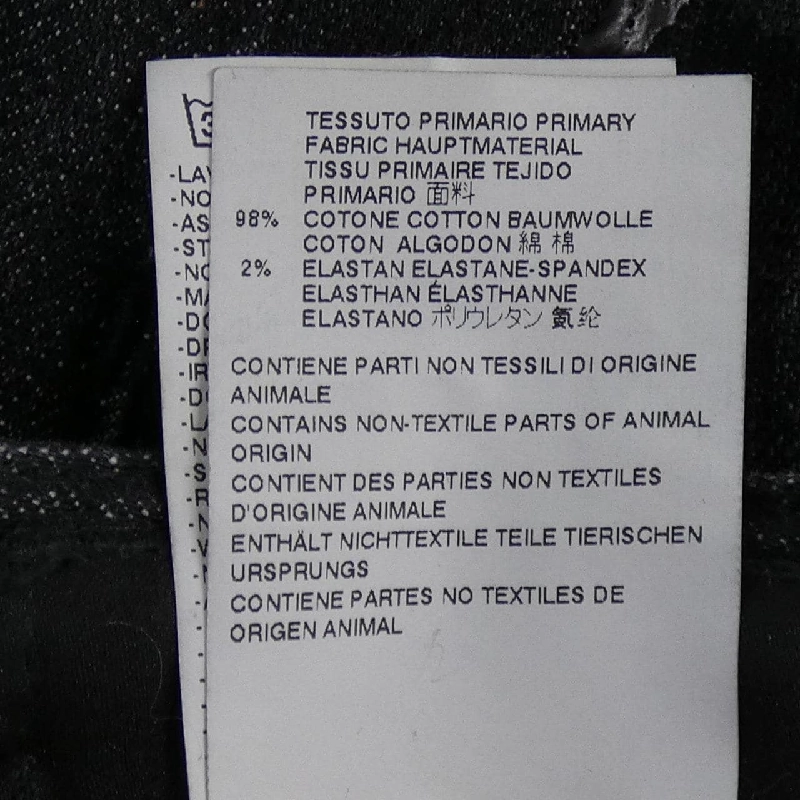 TESSUTO PRIMARIO PRIMARY
FABRIC HAUPTMATERIAL
TISSU PRIMAIRE TEJIDO
PRIMARIO 面料
98% COTONE COTTON BAUMWOLLE
COTON ALGODON 綿 棉
2% ELASTAN ELASTANE-SPANDEX
ELASTHAN ÉLASTHANNE
ELASTANO ポリウレタン 氨纶
CONTIENE PARTI NON TESSILI DI ORIGINE
ANIMALE
CONTAINS NON-TEXTILE PARTS OF ANIMAL
ORIGIN
CONTIENT DES PARTIES NON TEXTILES
D'ORIGINE ANIMALE
ENTHÄLT NICHTTEXTILE TEILE TIERISCHEN
URSPRUNGS
CONTIENE PARTES NO TEXTILES DE
ORIGEN ANIMAL